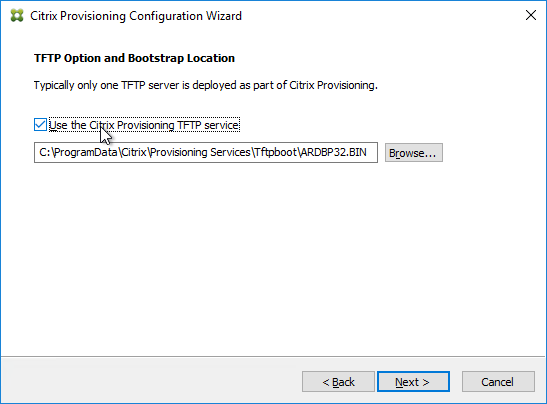 Citrix Provisioning Configuration Wizard
TFTP Option and Bootstrap Location
Typically only one TFTP server is deployed as part of Citrix Provisioning.
Use the Citrix Provisioning TFTP service
C:\ProgramData\Citrix\Provisioning Services\Tftpboot\ARDBP32.BIN
Browse...
< Back
Next >
Cancel